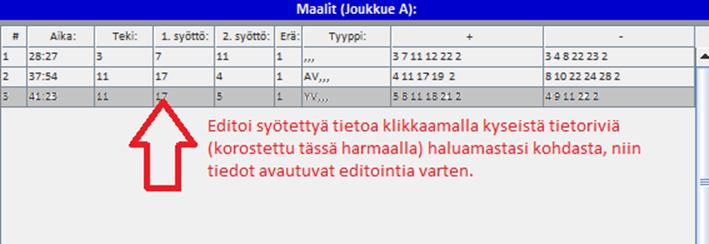 Maalit (Joukkue A):
# Aika: Teki: 1. syöttö: 2. syöttö: Erä: Tyyppi: + -
1 28:27 3 7 11 1 ,,, 3 7 11 12 22 2 3 4 8 22 23 2
2 37:54 11 17 4 1 AV,,, 4 11 17 19 2 8 10 22 24 28 2
3 41:23 11 17 5 1 YV,,, 5 8 11 18 21 2 4 9 11 22 2
Editoi syötettyä tietoa klikkaamalla kyseistä tietoriviä
(korostettu tässä harmaalla) haluamastasi kohdasta, niin
tiedot avautuvat editointia varten.